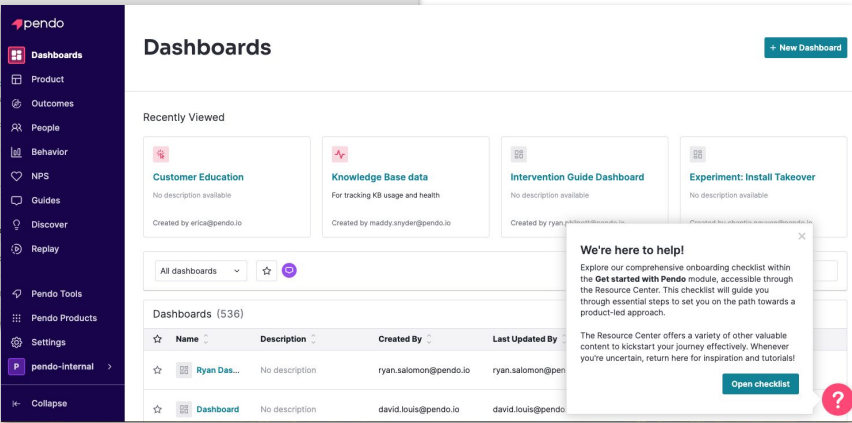 pendo
Dashboards
Product
Outcomes
People
Behavior
NPS
Guides
Discover
Replay
Pendo Tools
Pendo Products
Settings
P pendo-internal
Collapse
Dashboards
+ New Dashboard
Recently Viewed
Customer Education
No description available
Created by erica@pendo.io
Knowledge Base data
For tracking KB usage and health
Created by maddy.snyder@pendo.io
Intervention Guide Dashboard
No description available
Experiment: Install Takeover
No description available
All dashboards
Dashboards (536)
Name Description Created By Last Updated By
Ryan Das... No description ryan.salomon@pendo.io ryan.salomon@pen
Dashboard No description david.louis@pendo.io david.louis@pendo
We're here to help!
Explore our comprehensive onboarding checklist within
the Get started with Pendo module, accessible through
the Resource Center. This checklist will guide you
through essential steps to set you on the path towards a
product-led approach.
The Resource Center offers a variety of other valuable
content to kickstart your journey effectively. Whenever
you're uncertain, return here for inspiration and tutorials!
Open checklist
?